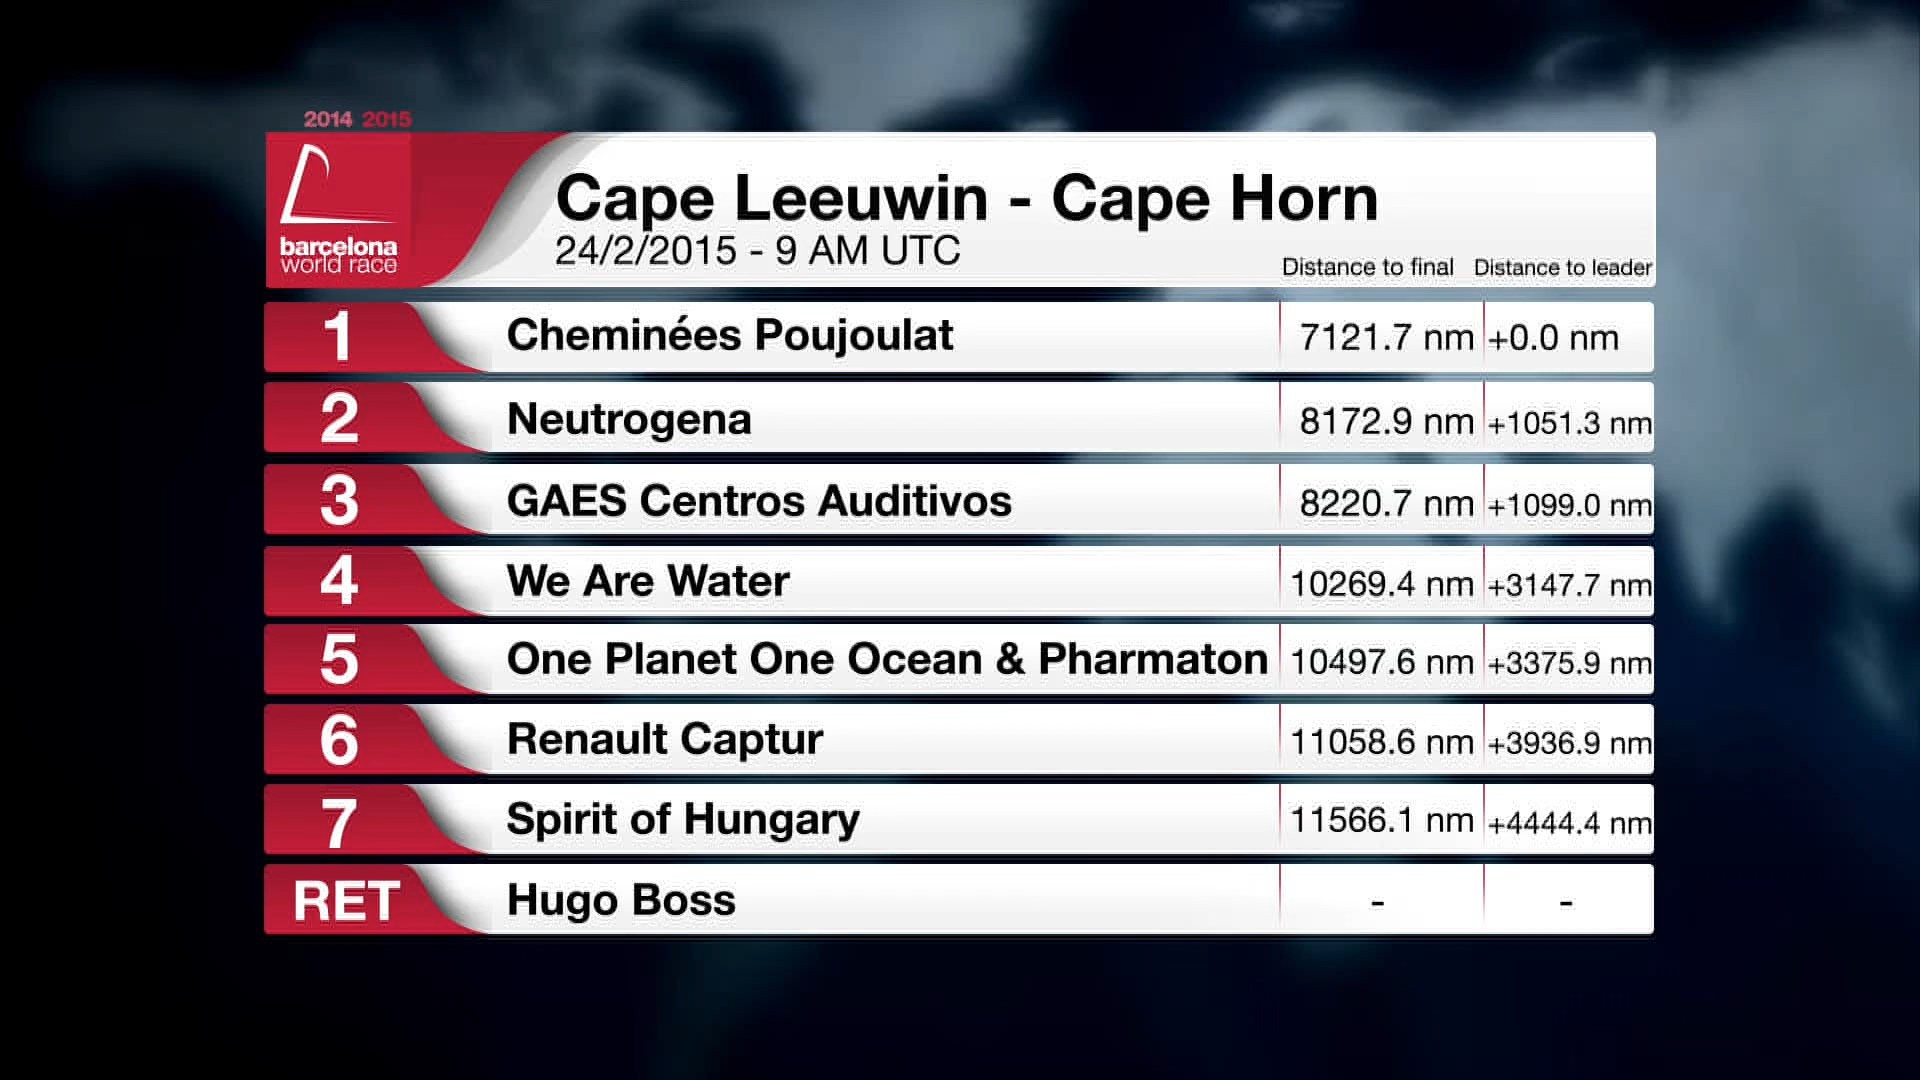 2014 2015
barcelona
world race
Cape Leeuwin - Cape Horn
24/2/2015 - 9 AM UTC
Distance to final Distance to leader
1 Cheminées Poujoulat 7121.7 nm +0.0 nm
2 Neutrogena 8172.9 nm +1051.3 nm
3 GAES Centros Auditivos 8220.7 nm +1099.0 nm
4 We Are Water 10269.4 nm +3147.7 nm
5 One Planet One Ocean & Pharmaton 10497.6 nm +3375.9 nm
6 Renault Captur 11058.6 nm +3936.9 nm
7 Spirit of Hungary 11566.1 nm +4444.4 nm
RET Hugo Boss - -